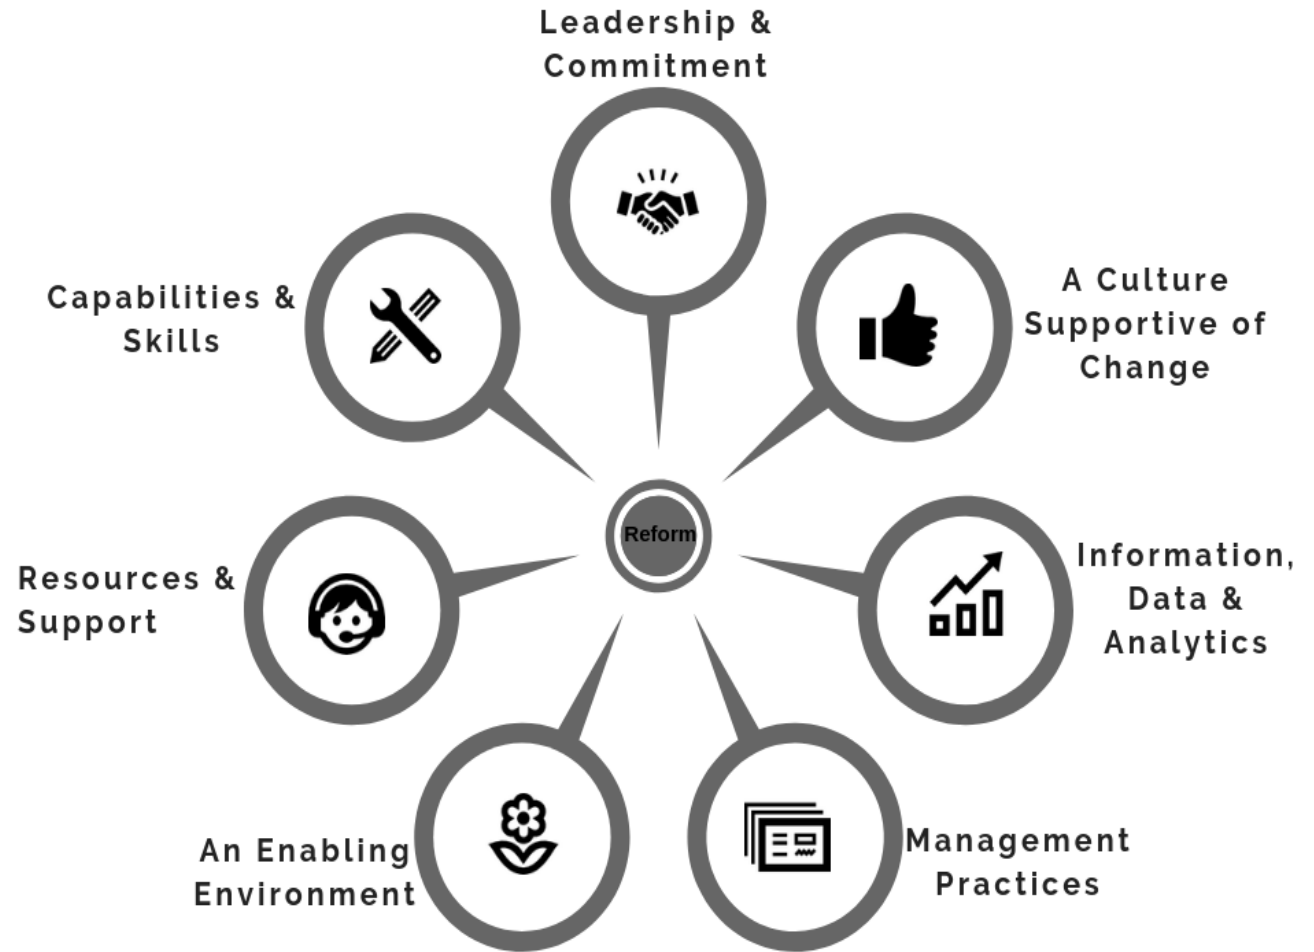 Leadership &
Commitment
A Culture
Supportive of
Change
Capabilities &
Skills
Reform
Information,
Data &
Analytics
Resources &
Support
Management
Practices
An Enabling
Environment